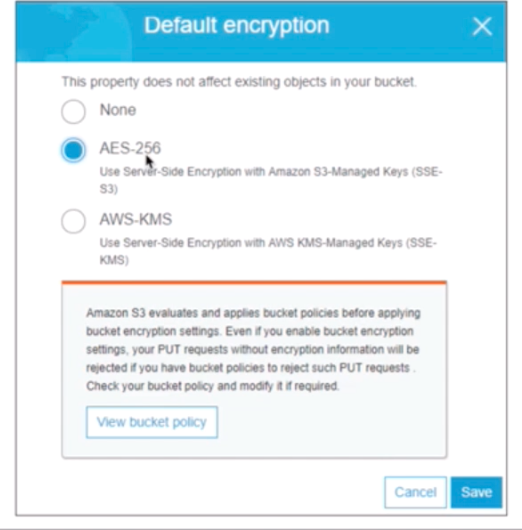 Default encryption
This property does not affect existing objects in your bucket.
None
AES-256
Use Server-Side Encryption with Amazon S3-Managed Keys (SSE-
S3)
AWS-KMS
Use Server-Side Encryption with AWS KMS-Managed Keys (SSE-
KMS)
Amazon S3 evaluates and applies bucket policies before applying
bucket encryption settings. Even if you enable bucket encryption
settings, your PUT requests without encryption information will be
rejected if you have bucket policies to reject such PUT requests .
Check your bucket policy and modify it if required.
View bucket policy
Cancel Save